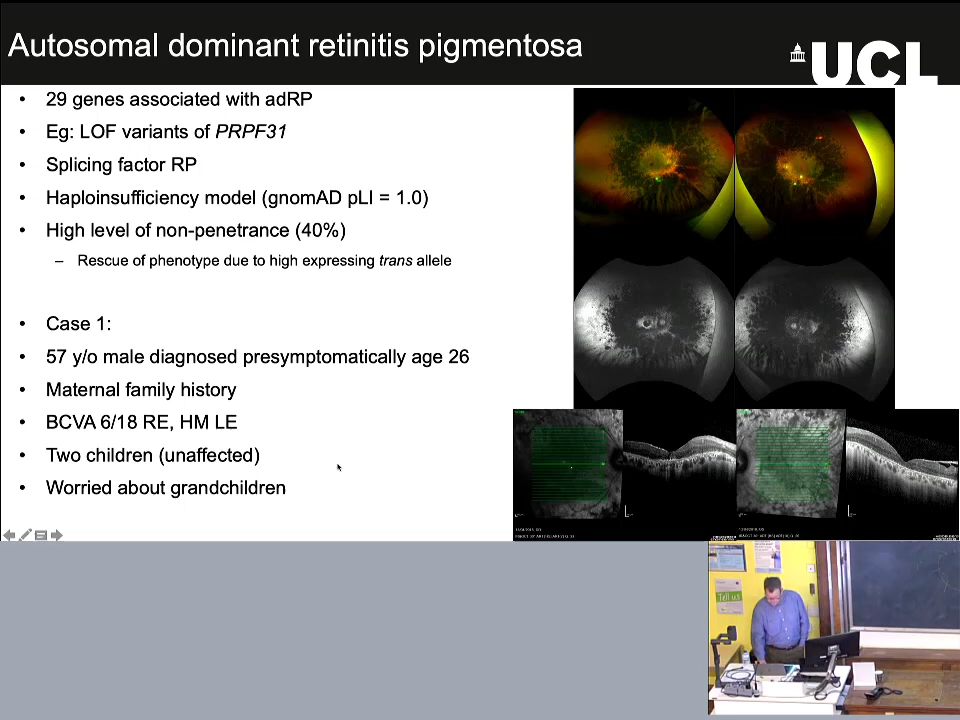 Autosomal dominant retinitis pigmentosa
UCL
• 29 genes associated with adRP
• Eg: LOF variants of PRPF31
• Splicing factor RP
• Haploinsufficiency model (gnomAD pLI = 1.0)
• High level of non-penetrance (40%)
– Rescue of phenotype due to high expressing trans allele
• Case 1:
• 57 y/o male diagnosed presymptomatically age 26
• Maternal family history
• BCVA 6/18 RE, HM LE
• Two children (unaffected)
• Worried about grandchildren
Tell us
UCL